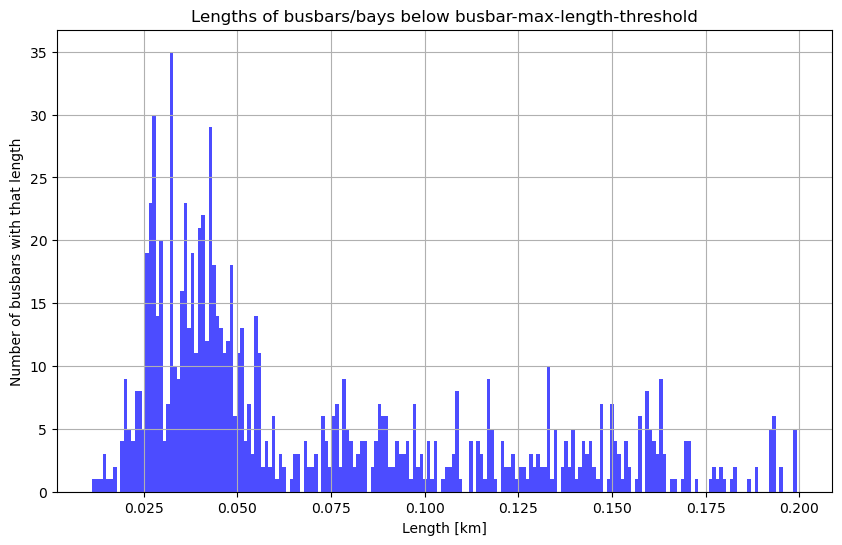 Lengths of busbars/bays below busbar-max-length-threshold
35
30
25
20
15
10
5
0
Number of busbars with that length
0.025 0.050 0.075 0.100 0.125 0.150 0.175 0.200
Length [km]